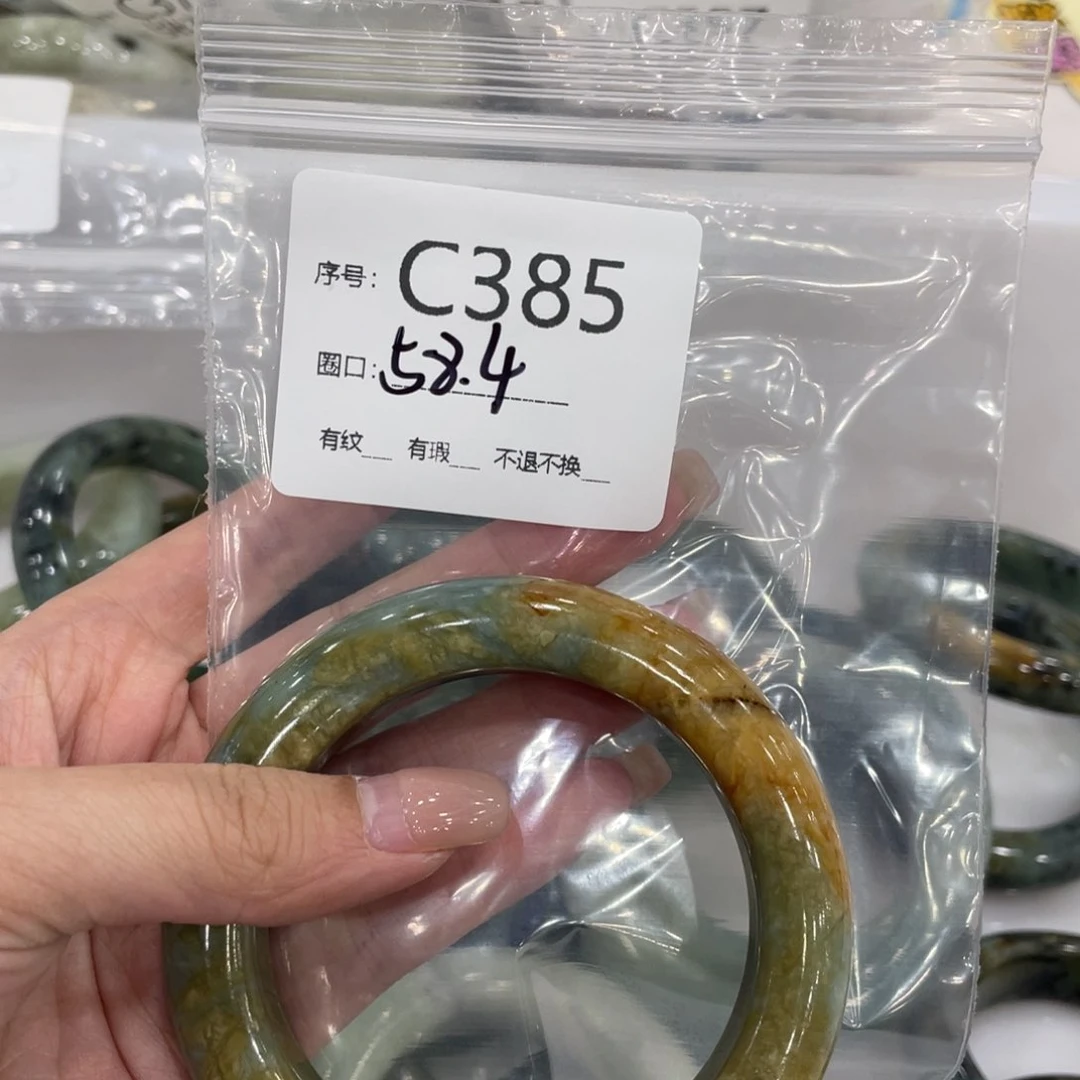 序号: C385
圈口: 58.4
有纹__ 有瑕__ 不退不换__